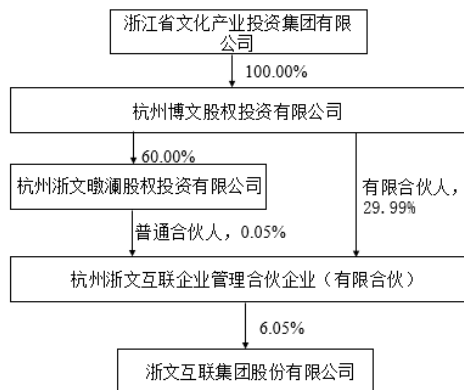 浙江省文化产业投资集团有限
公司
100.00%
杭州博文股权投资有限公司
60.00%
杭州浙文暾澜股权投资有限公司
有限合伙人，
29.99%
普通合伙人，0.05%
杭州浙文互联企业管理合伙企业（有限合伙）
6.05%
浙文互联集团股份有限公司